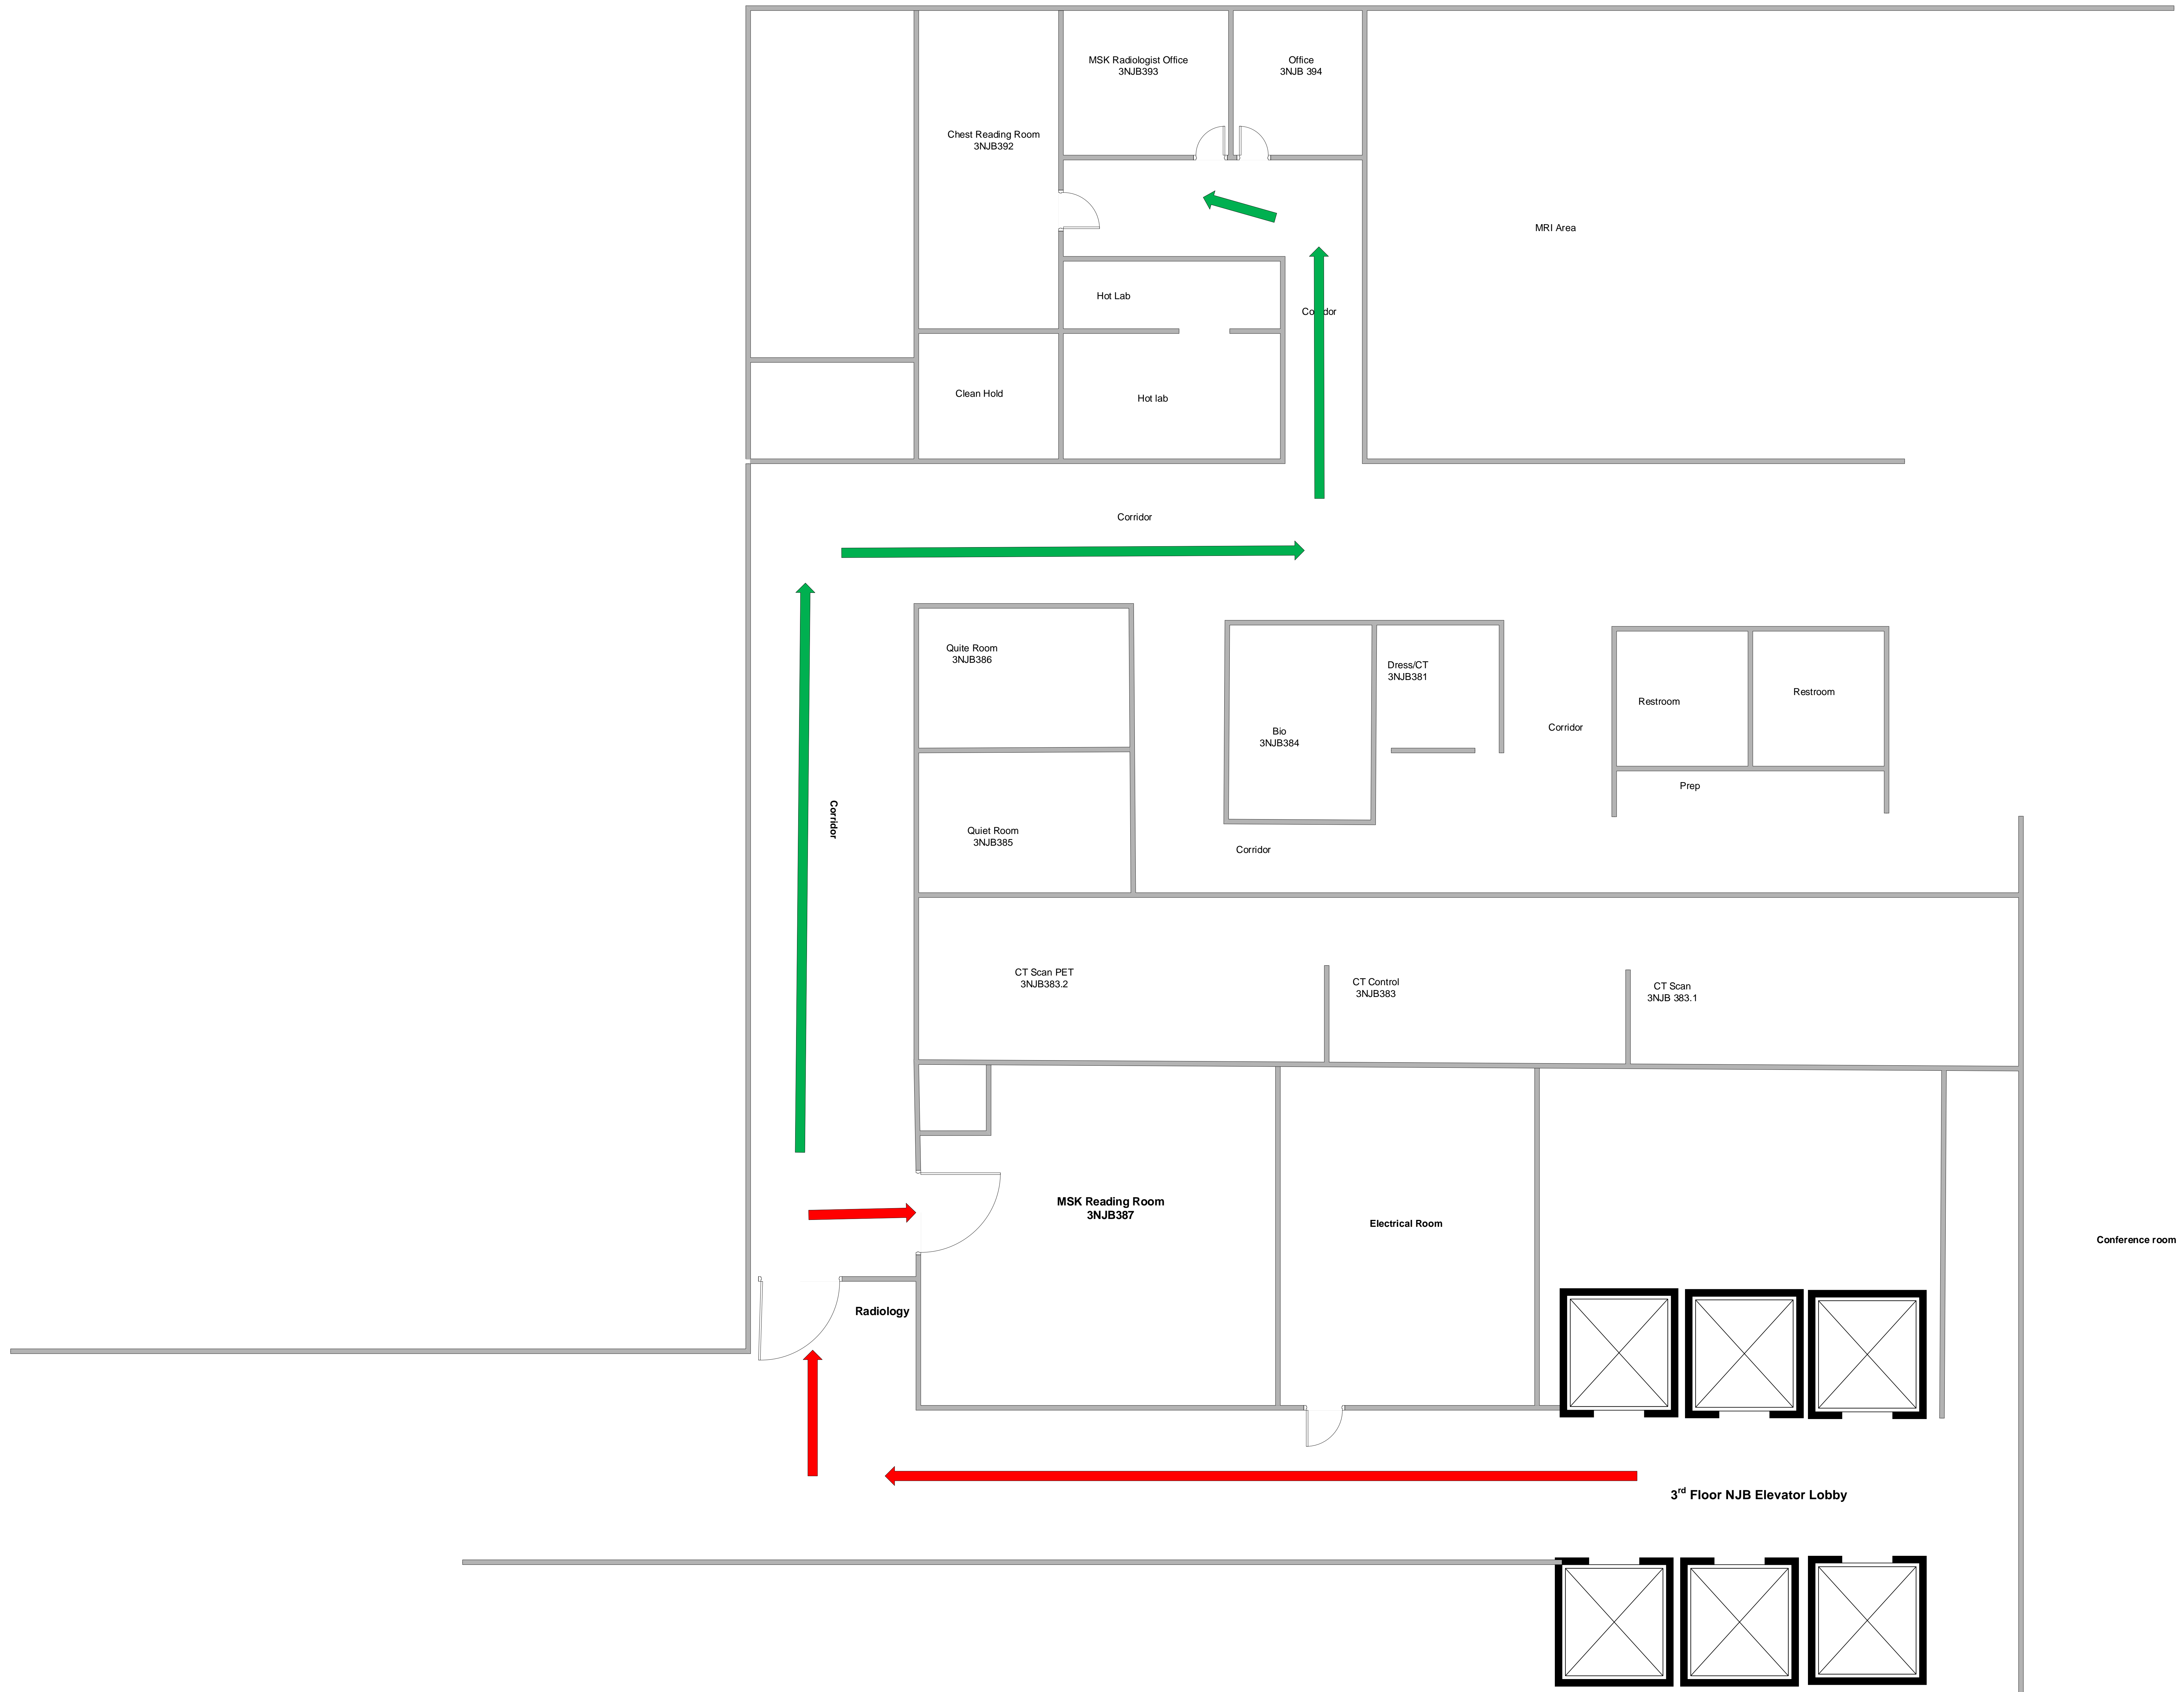 MSK Radiologist Office
3NJB393
Office
3NJB 394
Chest Reading Room
3NJB392
MRI Area
Hot Lab
Corridor
Clean Hold
Hot lab
Corridor
Quite Room
3NJB386
Dress/CT
3NJB381
Restroom
Restroom
Bio
3NJB384
Corridor
Prep
Corridor
Quiet Room
3NJB385
Corridor
CT Scan PET
3NJB383.2
CT Control
3NJB383
CT Scan
3NJB 383.1
MSK Reading Room
3NJB387
Electrical Room
Conference room
Radiology
3rd Floor NJB Elevator Lobby